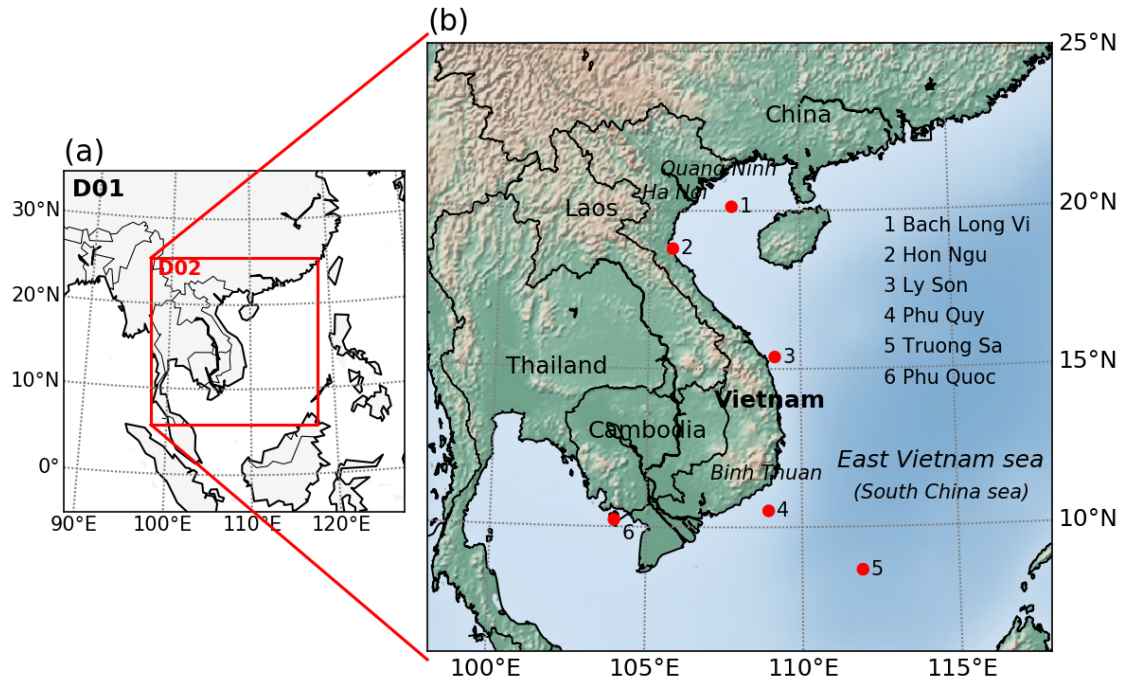 (a)
D01
D02
30°N
20°N
10°N
0°
90°E
100°E
110°E
120°E
(b)
25°N
20°N
15°N
10°N
100°E
105°E
110°E
115°E
China
Quang Ninh
Ha Noi
Laos
1
2
3
4
5
6
Thailand
Vietnam
Cambodia
Binh Thuan
East Vietnam sea
(South China sea)
1 Bach Long Vi
2 Hon Ngu
3 Ly Son
4 Phu Quy
5 Truong Sa
6 Phu Quoc